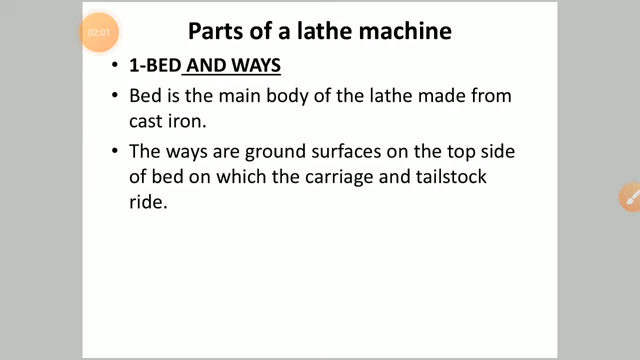 02:01
Parts of a lathe machine
• 1-BED AND WAYS
• Bed is the main body of the lathe made from
cast iron.
• The ways are ground surfaces on the top side
of bed on which the carriage and tailstock
ride.